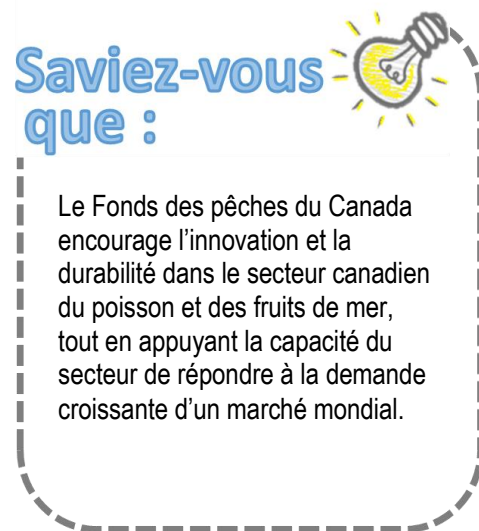 Saviez-vous
que :
Le Fonds des pêches du Canada
encourage l’innovation et la
durabilité dans le secteur canadien
du poisson et des fruits de mer,
tout en appuyant la capacité du
secteur de répondre à la demande
croissante d’un marché mondial.